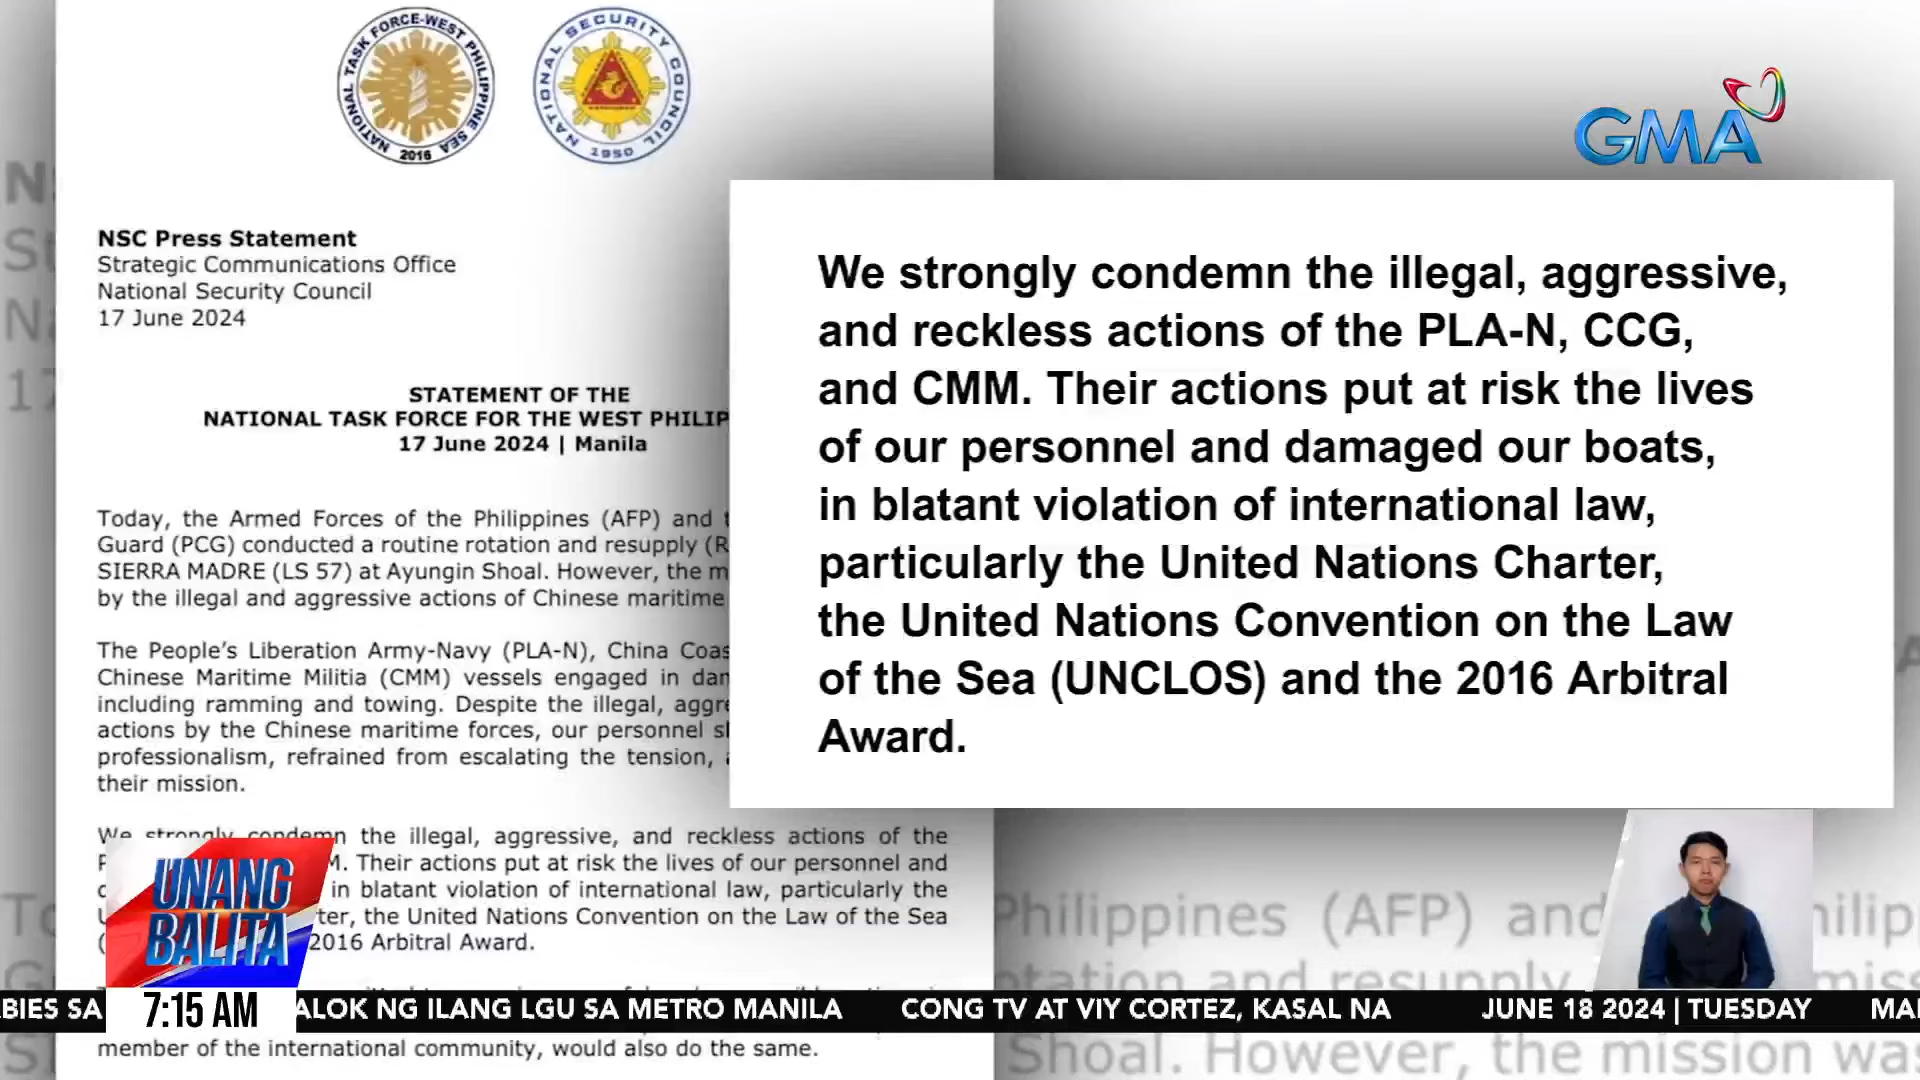 NATIONAL TASK FORCE-WEST PHILIPPINE SEA
2016
NATIONAL SECURITY COUNCIL
1950
GMA
NSC Press Statement
Strategic Communications Office
National Security Council
17 June 2024
STATEMENT OF THE
NATIONAL TASK FORCE FOR THE WEST
17 June 2024 | Manila
Today, the Armed Forces of the Philippines (AFP) and
Guard (PCG) conducted a routine rotation and resupply
SIERRA MADRE (LS 57) at Ayungin Shoal. However, the
by the illegal and aggressive actions of Chinese maritime
The People's Liberation Army-Navy (PLA-N), China
Chinese Maritime Militia (CMM) vessels engaged in
including ramming and towing. Despite the illegal,
actions by the Chinese maritime forces, our personnel
professionalism, refrained from escalating the tension,
their mission.
We strongly condemn the illegal, aggressive, and reckless actions of the
Their actions put at risk the lives of our personnel and
in blatant violation of international law, particularly the
the United Nations Convention on the Law of the Sea
2016 Arbitral Award.
member of the international community, would also do the same.
We strongly condemn the illegal, aggressive,
and reckless actions of the PLA-N, CCG,
and CMM. Their actions put at risk the lives
of our personnel and damaged our boats,
in blatant violation of international law,
particularly the United Nations Charter,
the United Nations Convention on the Law
of the Sea (UNCLOS) and the 2016 Arbitral
Award.
Philippines (AFP) and
and resupply
Shoal. However, the mission was
UNANG
BALITA
7:15 AM
SA ALOK NG ILANG LGU SA METRO MANILA CONG TV AT VIY CORTEZ, KASAL NA JUNE 18 2024 | TUESDAY